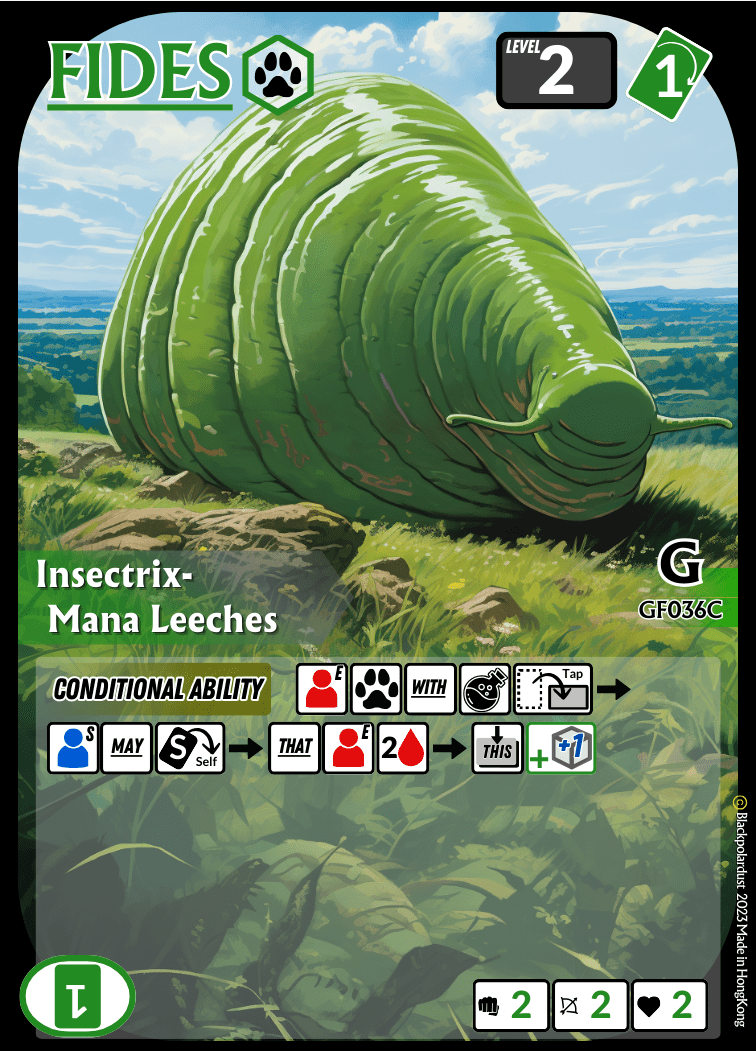 FIDES
LEVEL 2
1
Insectrix-
Mana Leeches
G
GF036C
CONDITIONAL ABILITY E WITH Tap
S MAY S Self THAT E 2 THIS + +1
1
2 2 2
© Blackpolardust 2023 Made in HongKong